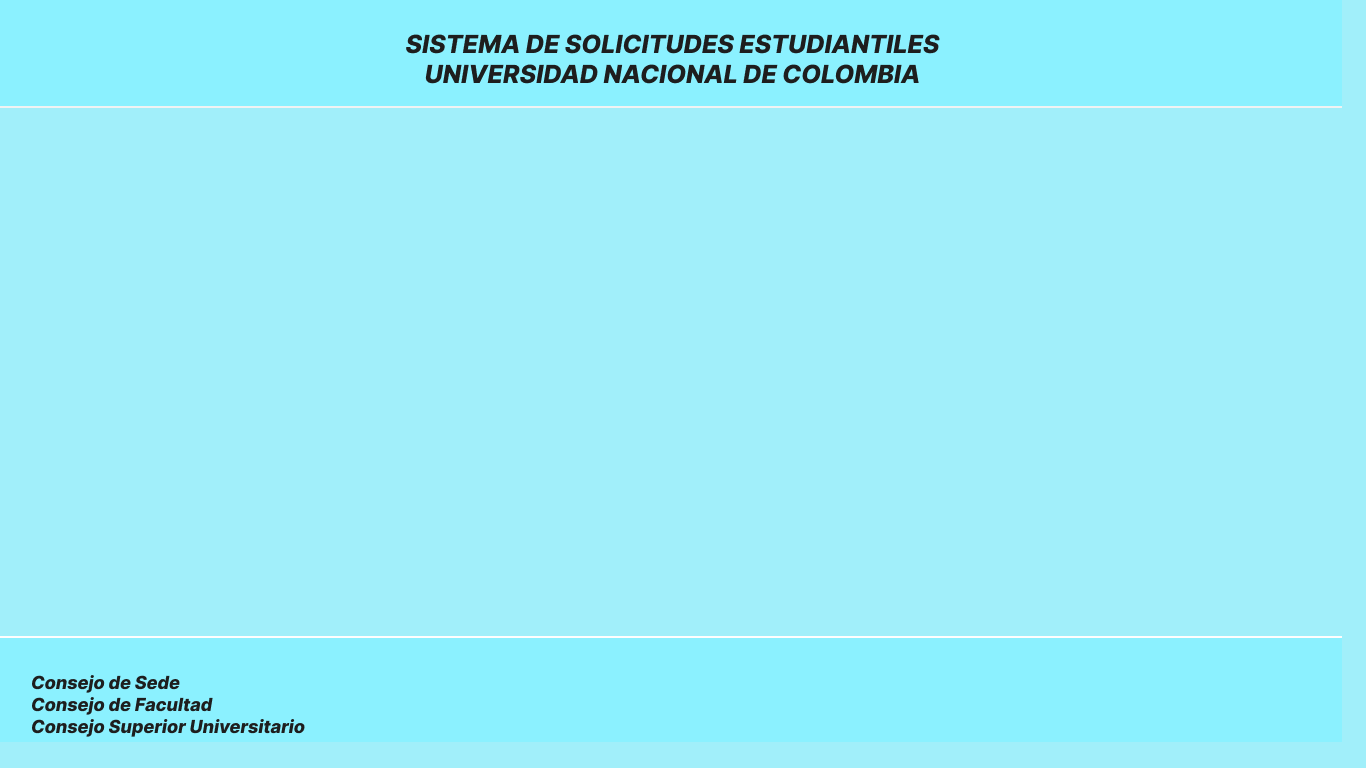 SISTEMA DE SOLICITUDES ESTUDIANTILES
UNIVERSIDAD NACIONAL DE COLOMBIA
Consejo de Sede
Consejo de Facultad
Consejo Superior Universitario